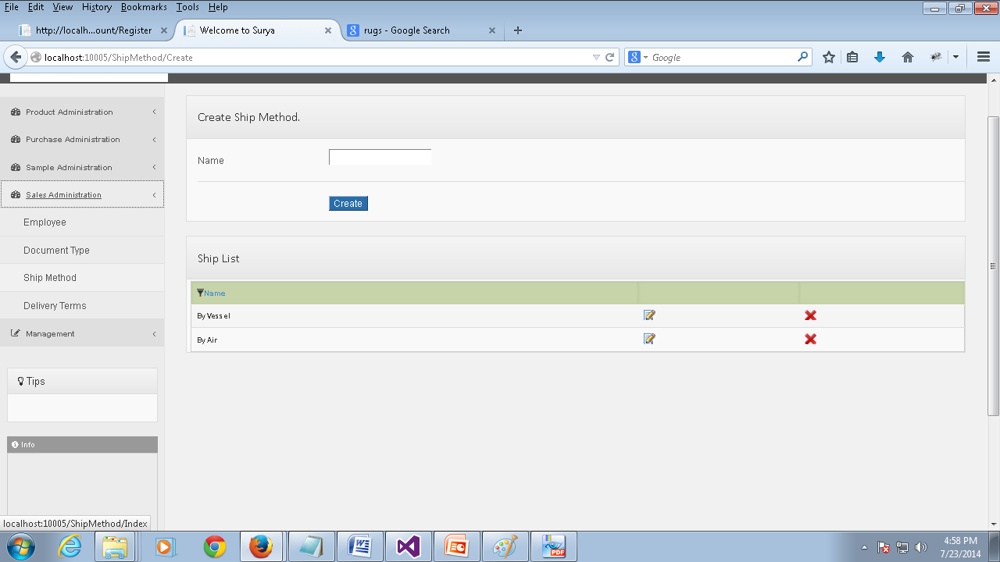 File Edit View History Bookmarks Tools Help
http://localh...ount/Register
Welcome to Surya
rugs - Google Search
localhost:10005/ShipMethod/Create
Google
Product Administration
Purchase Administration
Sample Administration
Sales Administration
Employee
Document Type
Ship Method
Delivery Terms
Management
Tips
Info
Create Ship Method.
Name
Create
Ship List
Name
By Vessel
By Air
localhost:10005/ShipMethod/Index
PDF
4:58 PM
7/23/2014